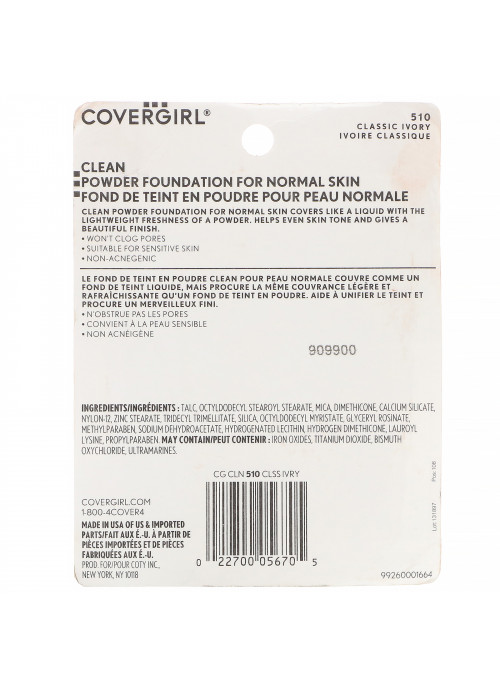 COVERGIRL®
510
CLASSIC IVORY
IVOIRE CLASSIQUE
CLEAN
POWDER FOUNDATION FOR NORMAL SKIN
FOND DE TEINT EN POUDRE POUR PEAU NORMALE
CLEAN POWDER FOUNDATION FOR NORMAL SKIN COVERS LIKE A LIQUID WITH THE
LIGHTWEIGHT FRESHNESS OF A POWDER. HELPS EVEN SKIN TONE AND GIVES A
BEAUTIFUL FINISH.
• WON'T CLOG PORES
• SUITABLE FOR SENSITIVE SKIN
• NON-ACNEGENIC
LE FOND DE TEINT EN POUDRE CLEAN POUR PEAU NORMALE COUVRE COMME UN
FOND DE TEINT LIQUIDE, MAIS PROCURE LA MÊME COUVRANCE LÉGÈRE ET
RAFRAÎCHISSANTE QU'UN FOND DE TEINT EN POUDRE. AIDE À UNIFIER LE TEINT ET
PROCURE UN MERVEILLEUX FINI.
• N'OBSTRUE PAS LES PORES
• CONVIENT À LA PEAU SENSIBLE
• NON ACNÉIGÈNE
909900
INGREDIENTS/INGRÉDIENTS : TALC, OCTYLDODECYL STEAROYL STEARATE, MICA, DIMETHICONE, CALCIUM SILICATE,
NYLON-12, ZINC STEARATE, TRIDECYL TRIMELLITATE, SILICA, OCTYLDODECYL MYRISTATE, GLYCERYL ROSINATE,
METHYLPARABEN, SODIUM DEHYDROACETATE, HYDROGENATED LECITHIN, HYDROGEN DIMETHICONE, LAUROYL
LYSINE, PROPYLPARABEN. MAY CONTAIN/PEUT CONTENIR : IRON OXIDES, TITANIUM DIOXIDE, BISMUTH
OXYCHLORIDE, ULTRAMARINES.
CG CLN 510 CLSS IVRY
COVERGIRL.COM
1-800-4COVER4
MADE IN USA OF US & IMPORTED
PARTS/FABRIQUÉ AUX É.-U. À PARTIR DE
PIÈCES IMPORTÉES ET DE PIÈCES
FABRIQUÉES AUX É.-U.
PROD. FOR/POUR COTY INC.,
NEW YORK, NY 10118
0 22700 05670 5
99260001664